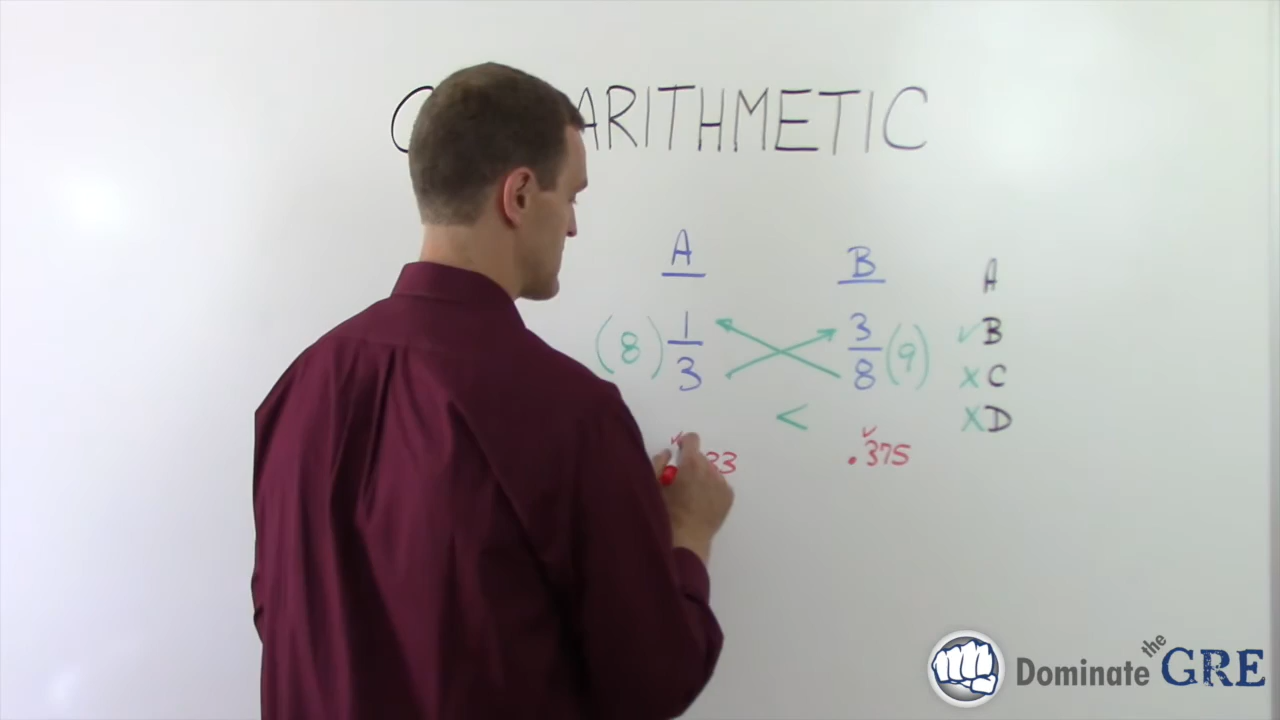 ARITHMETIC
A B A
(8) 1/3 3/8 (9) ✓ B
X C
< X D
33 .375
Dominate the GRE